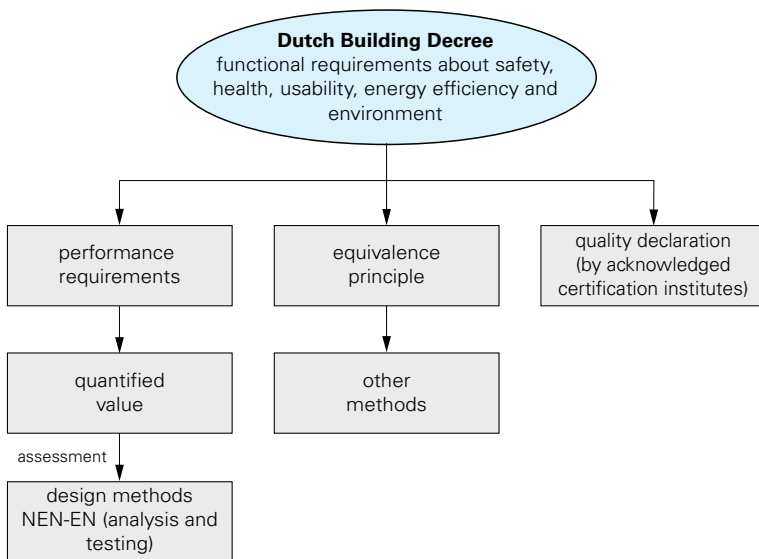 Dutch Building Decree
functional requirements about safety,
health, usability, energy efficiency and
environment
performance
requirements
equivalence
principle
quality declaration
(by acknowledged
certification institutes)
quantified
value
other
methods
assessment
design methods
NEN-EN (analysis and
testing)